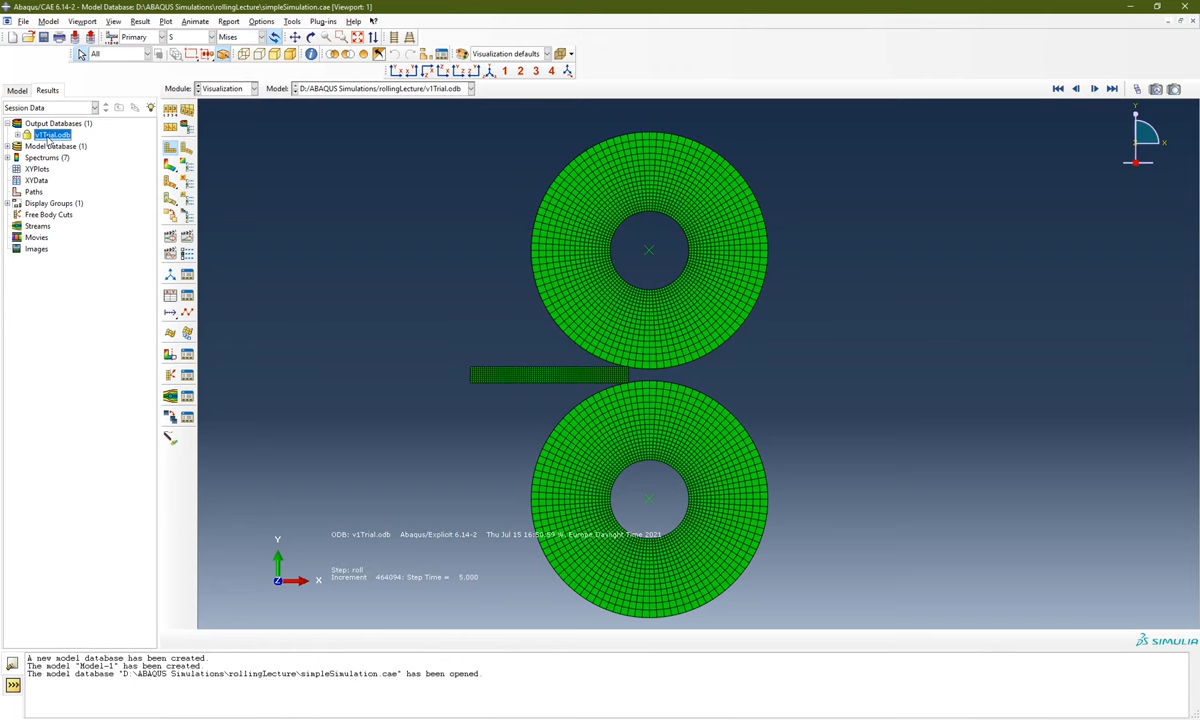 Abaqus/CAE 6.14-2 - Model Database: D:\ABAQUS Simulations\rollingLecture\simpleSimulation.cae [Viewport: 1]
File Model Viewport View Result Plot Animate Report Options Tools Plug-ins Help
Primary S Mises
All Visualization defaults
1 2 3 4
Model Results Module: Visualization Model: D:/ABAQUS Simulations/rollingLecture/v1Trial.odb
Session Data
Output Databases (1)
v1Trial.odb
Model Database (1)
Spectrums (7)
XYPlots
XYData
Paths
Display Groups (1)
Free Body Cuts
Streams
Movies
Images
Y
X
ODB: v1Trial.odb Abaqus/Explicit 6.14-2 Thu Jul 15 16:50:59 W. Europe Daylight Time 2021
Y
Z X
Step: roll
Increment 464094: Step Time = 5.000
SIMULIA
A new model database has been created.
The model "Model-1" has been created.
The model database "D:\ABAQUS Simulations\rollingLecture\simpleSimulation.cae" has been opened.